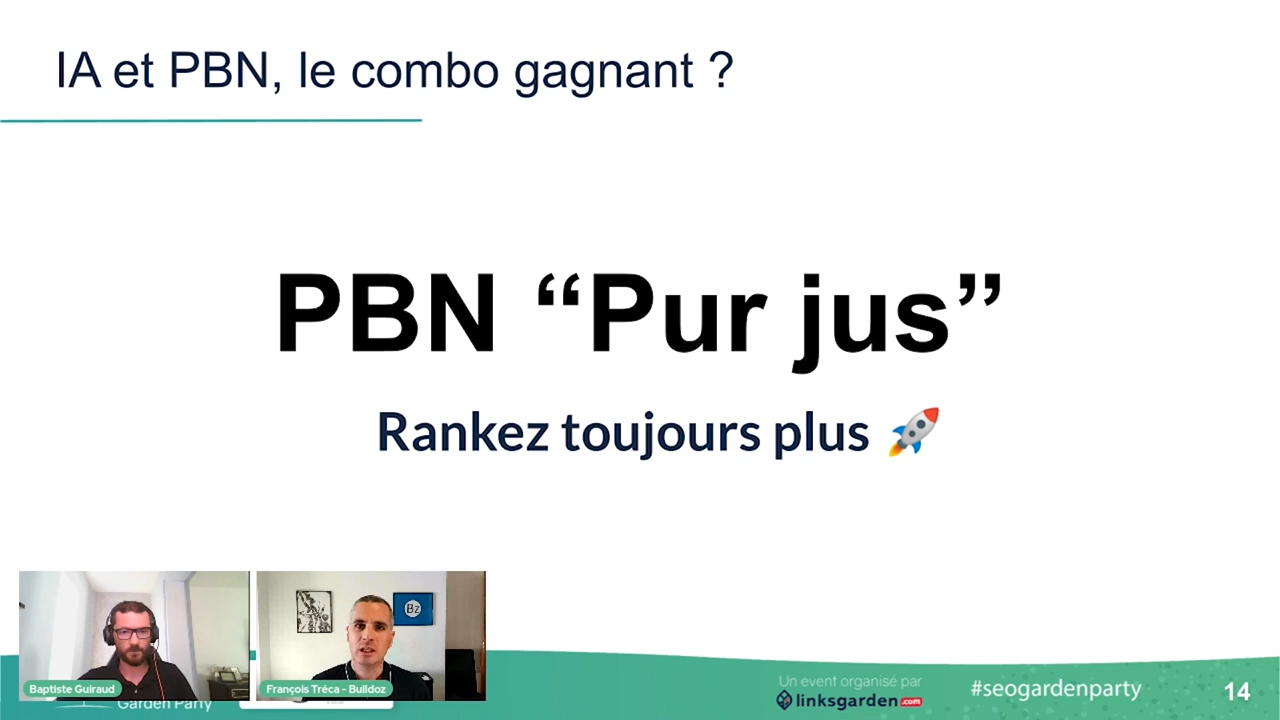 IA et PBN, le combo gagnant ?
PBN “Pur jus”
Rankez toujours plus 🚀
Bz
Baptiste Guiraud
François Tréca - Bulldoz
Garden Party
Un event organisé par
linksgarden.com
#seogardenparty
14